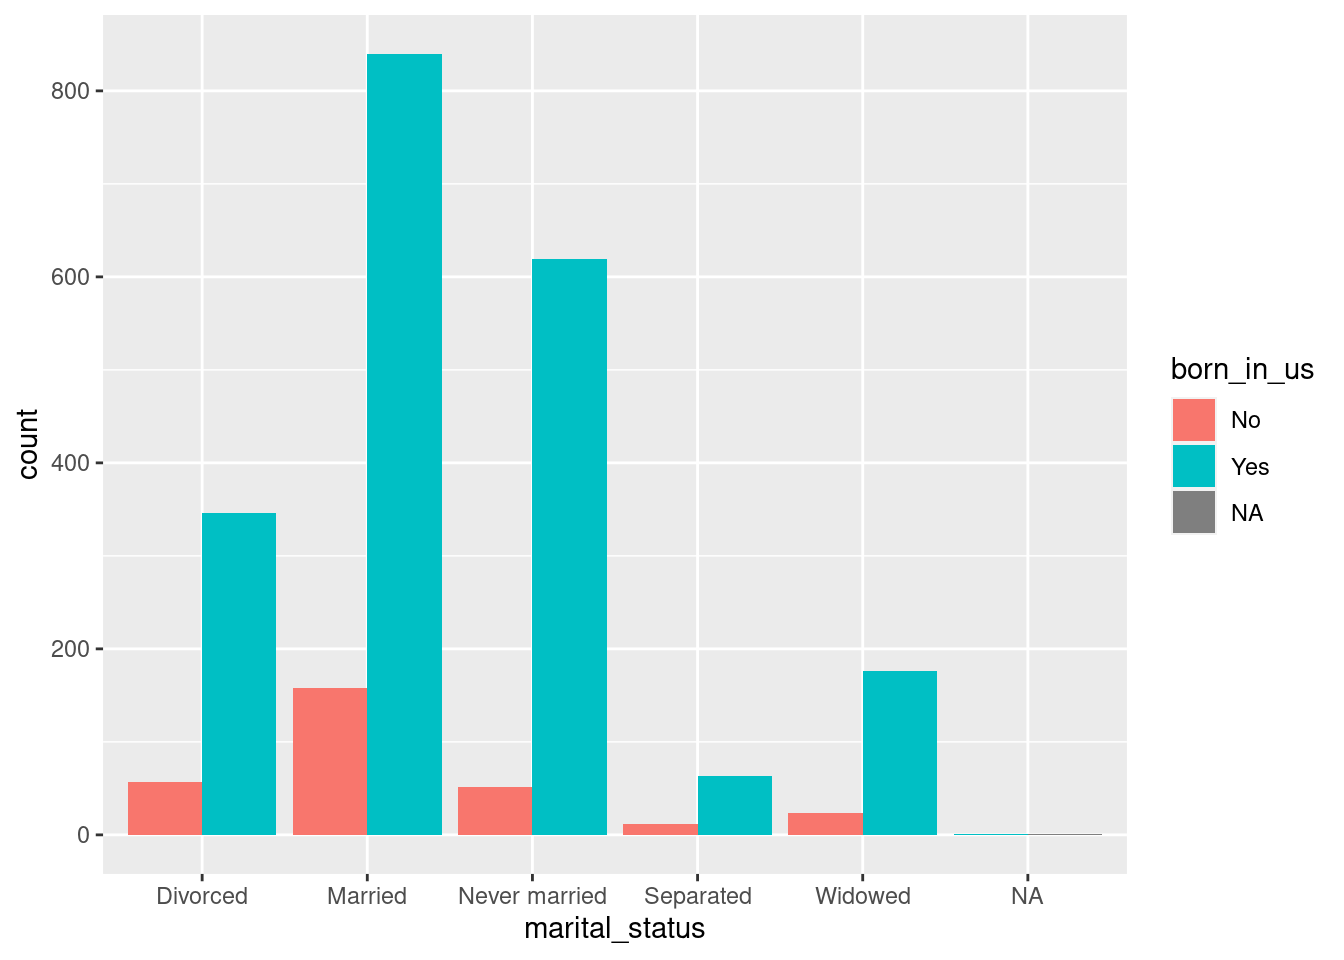 800
600
400
200
0
count
Divorced
Married
Never married
Separated
Widowed
NA
marital_status
born_in_us
No
Yes
NA